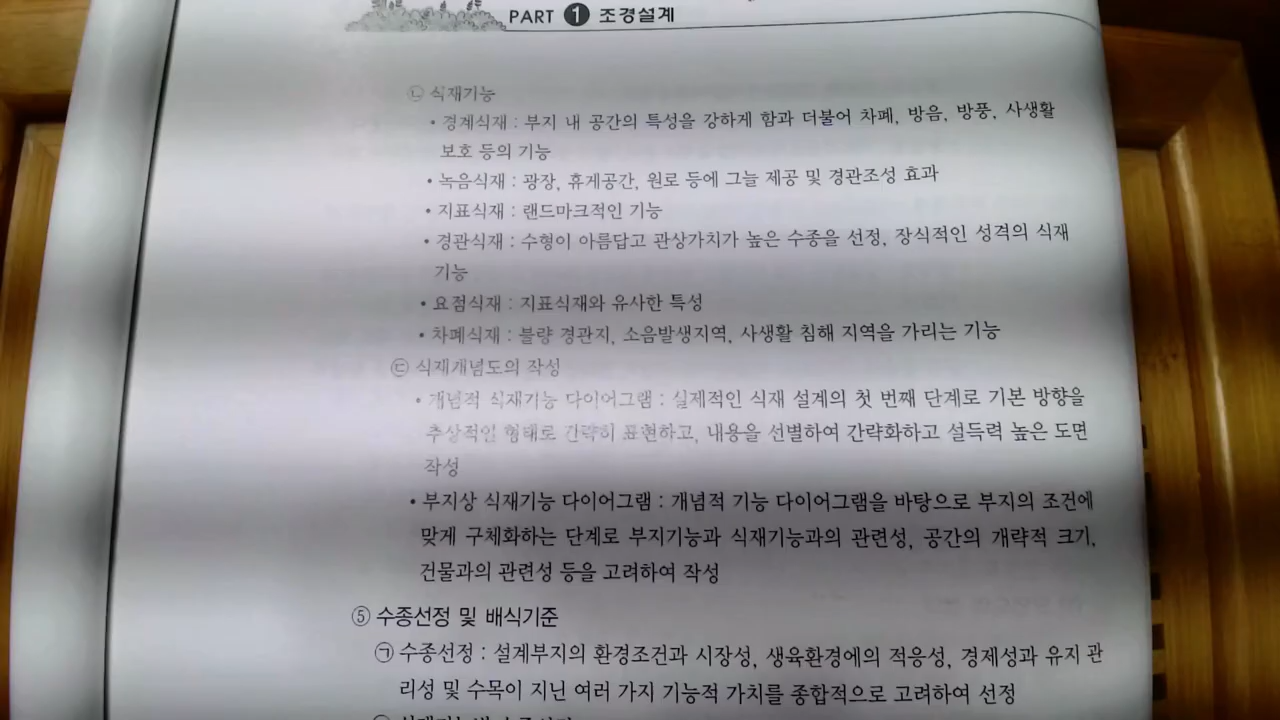 PART 1 조경설계
㉡ 식재기능
• 경계식재 : 부지 내 공간의 특성을 강하게 함과 더불어 차폐, 방음, 방풍, 사생활
보호 등의 기능
• 녹음식재 : 광장, 휴게공간, 원로 등에 그늘 제공 및 경관조성 효과
• 지표식재 : 랜드마크적인 기능
• 경관식재 : 수형이 아름답고 관상가치가 높은 수종을 선정, 장식적인 성격의 식재
기능
• 요점식재 : 지표식재와 유사한 특성
• 차폐식재 : 불량 경관지, 소음발생지역, 사생활 침해 지역을 가리는 기능
㉢ 식재개념도의 작성
• 개념적 식재기능 다이어그램 : 실제적인 식재 설계의 첫 번째 단계로 기본 방향을
추상적인 형태로 간략히 표현하고, 내용을 선별하여 간략화하고 설득력 높은 도면
작성
• 부지상 식재기능 다이어그램 : 개념적 기능 다이어그램을 바탕으로 부지의 조건에
맞게 구체화하는 단계로 부지기능과 식재기능과의 관련성, 공간의 개략적 크기,
건물과의 관련성 등을 고려하여 작성
⑤ 수종선정 및 배식기준
㉠ 수종선정 : 설계부지의 환경조건과 시장성, 생육환경에의 적응성, 경제성과 유지 관
리성 및 수목이 지닌 여러 가지 기능적 가치를 종합적으로 고려하여 선정